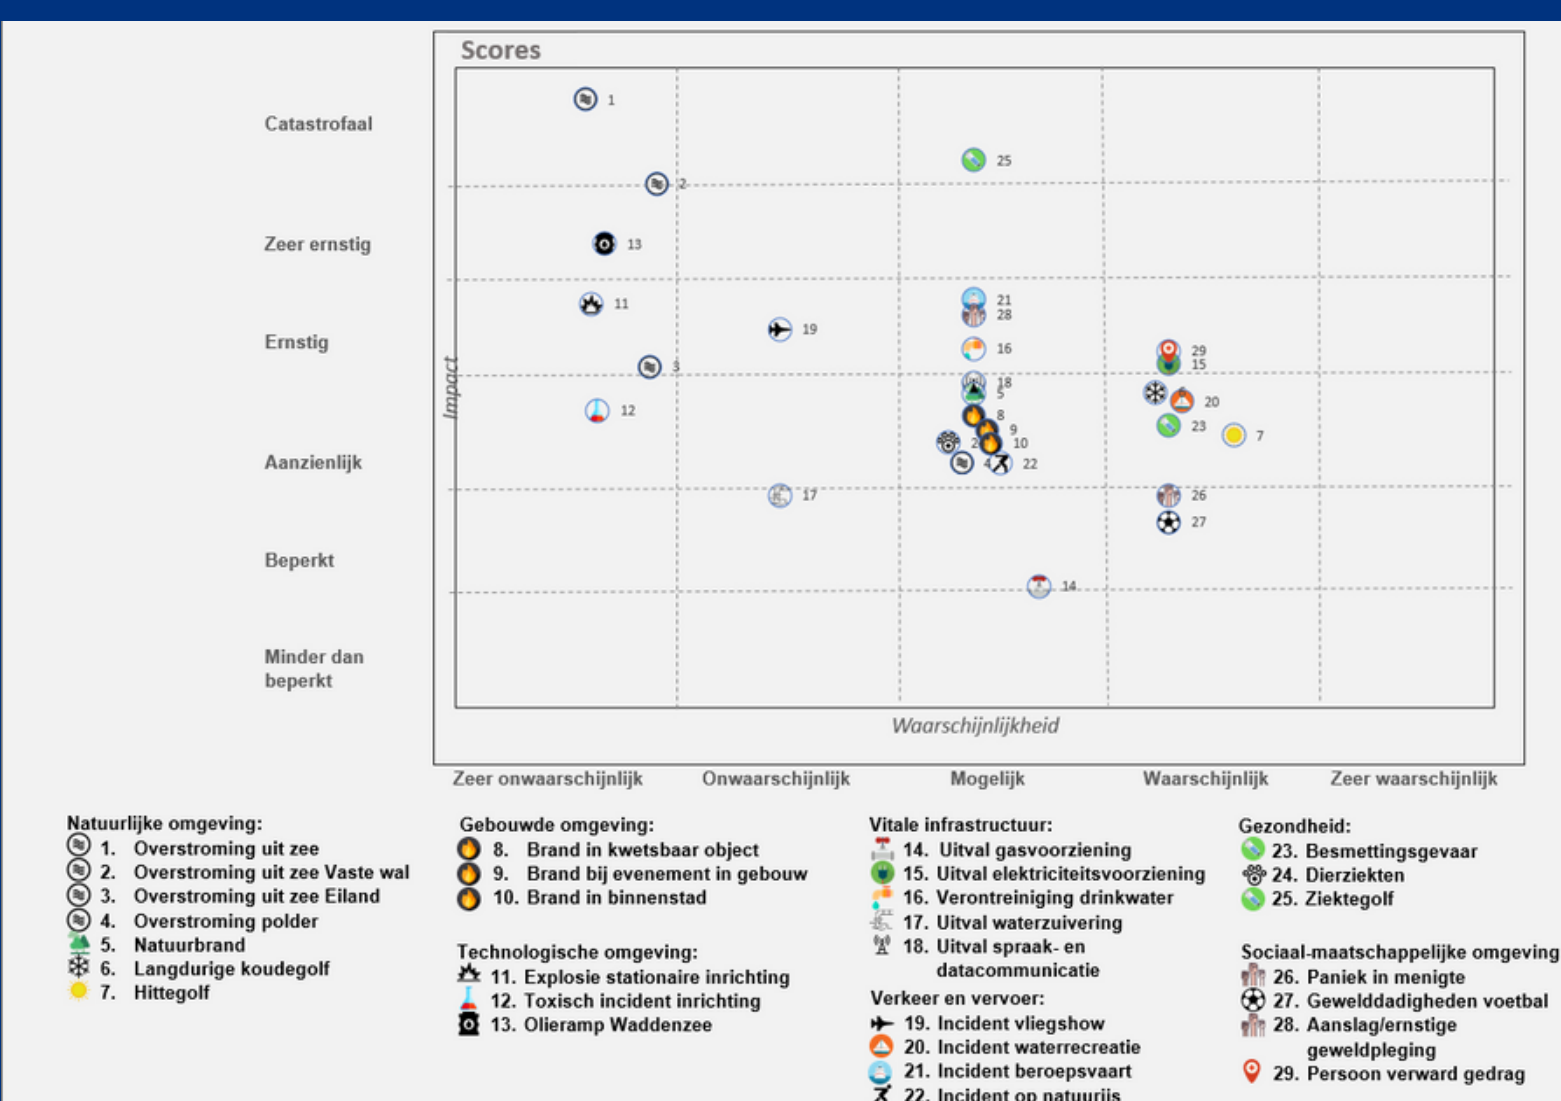 Scores
Catastrofaal
Zeer ernstig
Ernstig
Aanzienlijk
Beperkt
Minder dan
beperkt
Impact
1
25
2
13
21
11
28
19
16
29
15
3
18
5
6
20
12
8
23
9
7
2
10
4
22
17
26
27
14
Waarschijnlijkheid
Zeer onwaarschijnlijk Onwaarschijnlijk Mogelijk Waarschijnlijk Zeer waarschijnlijk
Natuurlijke omgeving:
1. Overstroming uit zee
2. Overstroming uit zee Vaste wal
3. Overstroming uit zee Eiland
4. Overstroming polder
5. Natuurbrand
6. Langdurige koudegolf
7. Hittegolf
Gebouwde omgeving:
8. Brand in kwetsbaar object
9. Brand bij evenement in gebouw
10. Brand in binnenstad
Technologische omgeving:
11. Explosie stationaire inrichting
12. Toxisch incident inrichting
13. Olieramp Waddenzee
Vitale infrastructuur:
14. Uitval gasvoorziening
15. Uitval elektriciteitsvoorziening
16. Verontreiniging drinkwater
17. Uitval waterzuivering
18. Uitval spraak- en
datacommunicatie
Verkeer en vervoer:
19. Incident vliegshow
20. Incident waterrecreatie
21. Incident beroepsvaart
22. Incident op natuurijs
Gezondheid:
23. Besmettingsgevaar
24. Dierziekten
25. Ziektegolf
Sociaal-maatschappelijke omgeving
26. Paniek in menigte
27. Gewelddadigheden voetbal
28. Aanslag/ernstige
geweldpleging
29. Persoon verward gedrag